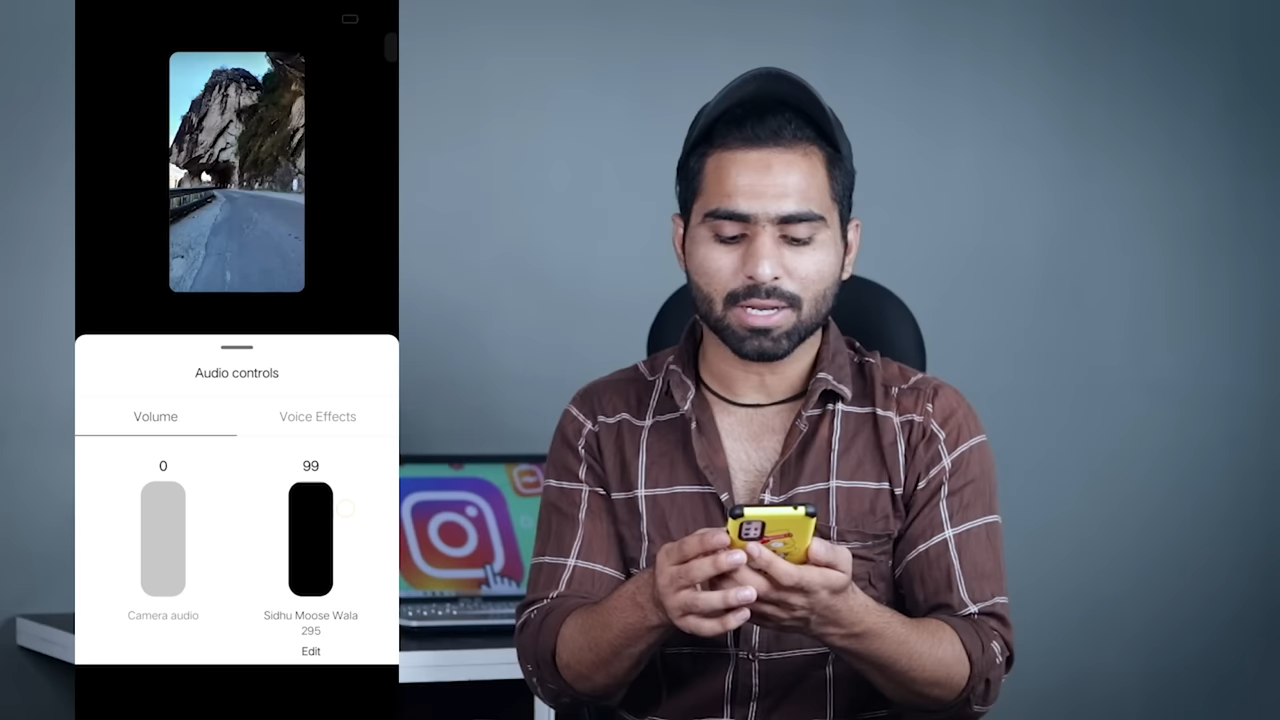 Audio controls
Volume Voice Effects
0 99
Camera audio Sidhu Moose Wala
295
Edit